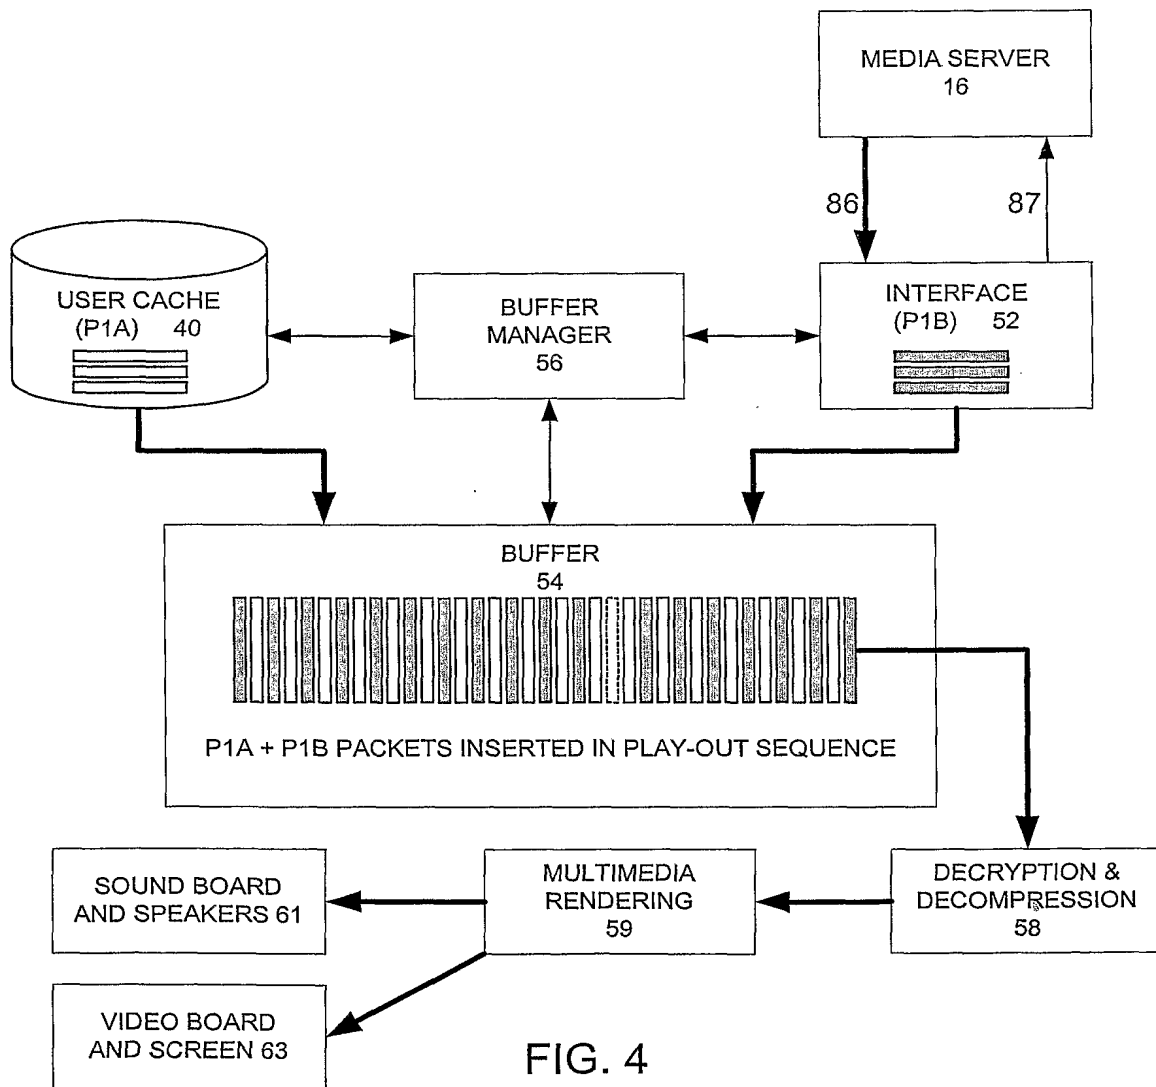 MEDIA SERVER
16
86
87
USER CACHE
(P1A) 40
BUFFER
MANAGER
56
INTERFACE
(P1B) 52
BUFFER
54
P1A + P1B PACKETS INSERTED IN PLAY-OUT SEQUENCE
SOUND BOARD
AND SPEAKERS 61
MULTIMEDIA
RENDERING
59
DECRYPTION &
DECOMPRESSION
58
VIDEO BOARD
AND SCREEN 63
FIG. 4